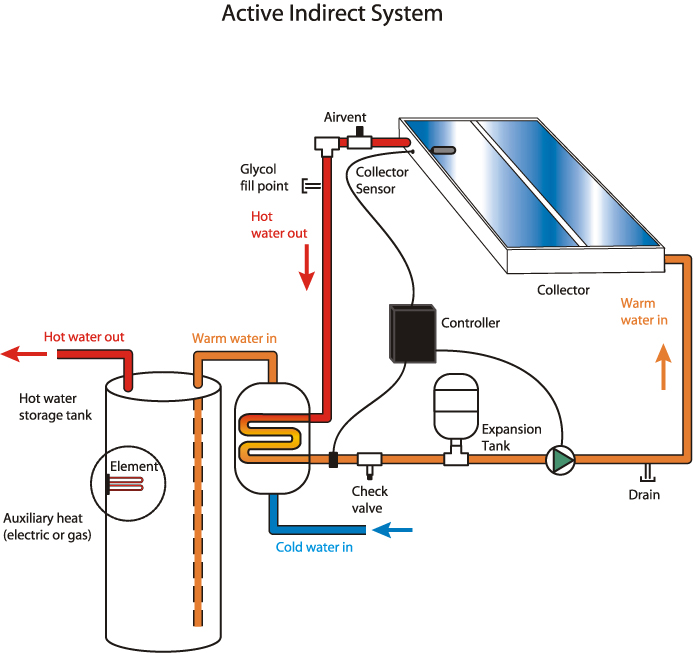 Active Indirect System
Airvent
Glycol
fill point
Collector
Sensor
Hot
water out
Collector
Warm
water in
Controller
Hot water out
Warm water in
Hot water
storage tank
Expansion
Tank
Element
Check
valve
Drain
Auxiliary heat
(electric or gas)
Cold water in